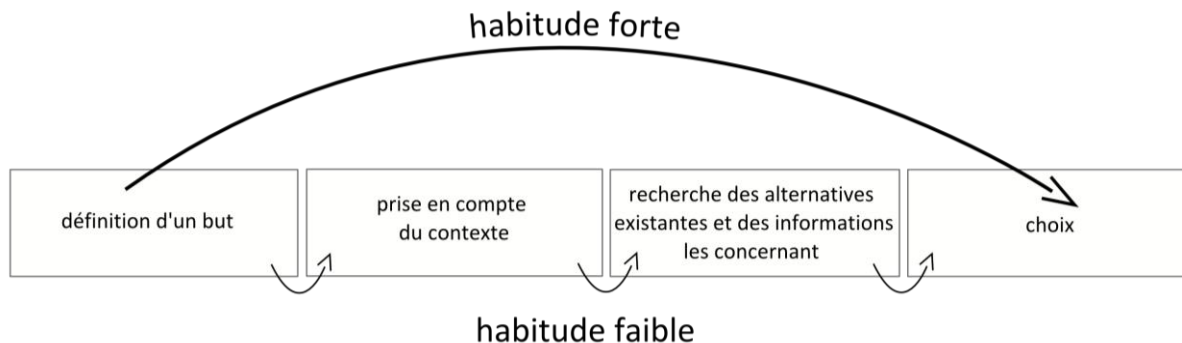 habitude forte
définition d'un but
prise en compte
du contexte
recherche des alternatives
existantes et des informations
les concernant
choix
habitude faible